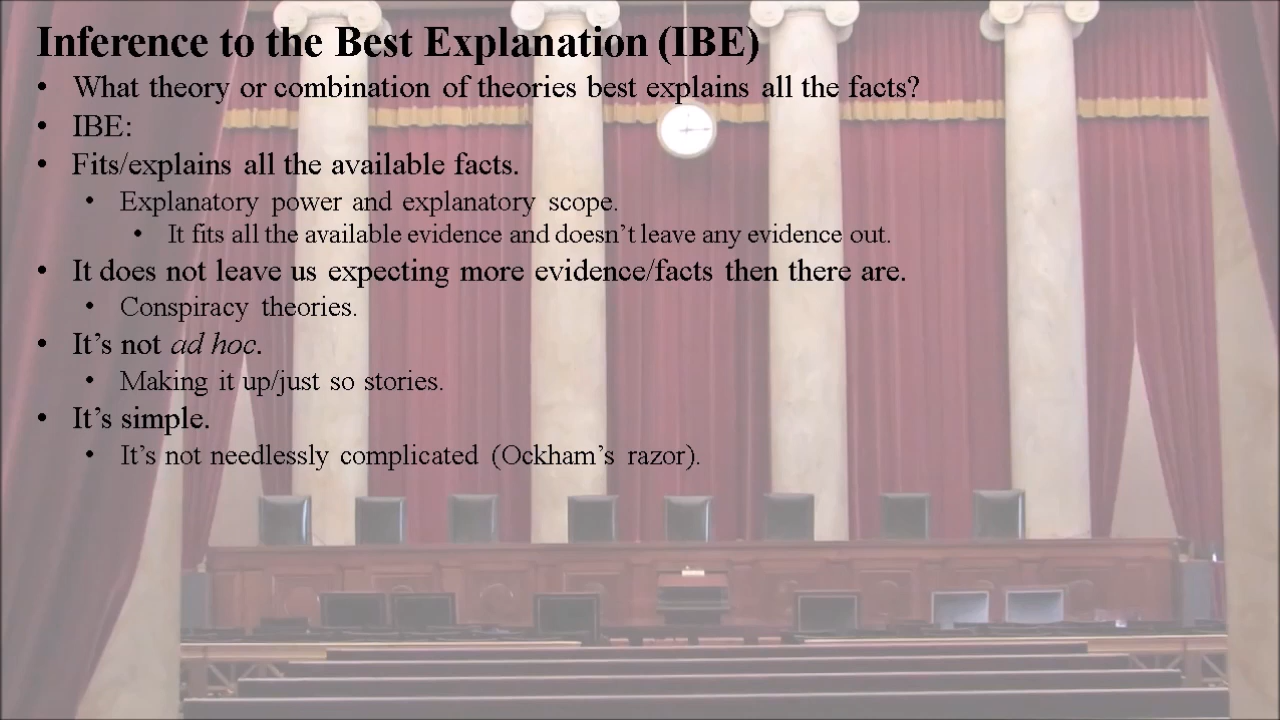 Inference to the Best Explanation (IBE)
• What theory or combination of theories best explains all the facts?
• IBE:
• Fits/explains all the available facts.
• Explanatory power and explanatory scope.
• It fits all the available evidence and doesn’t leave any evidence out.
• It does not leave us expecting more evidence/facts then there are.
• Conspiracy theories.
• It’s not ad hoc.
• Making it up/just so stories.
• It’s simple.
• It’s not needlessly complicated (Ockham’s razor).